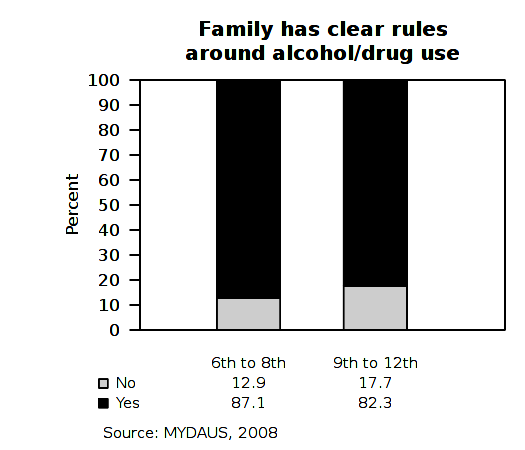 Family has clear rules
around alcohol/drug use
Percent
100
90
80
70
60
50
40
30
20
10
0
6th to 8th 9th to 12th
No 12.9 17.7
Yes 87.1 82.3
Source: MYDAUS, 2008